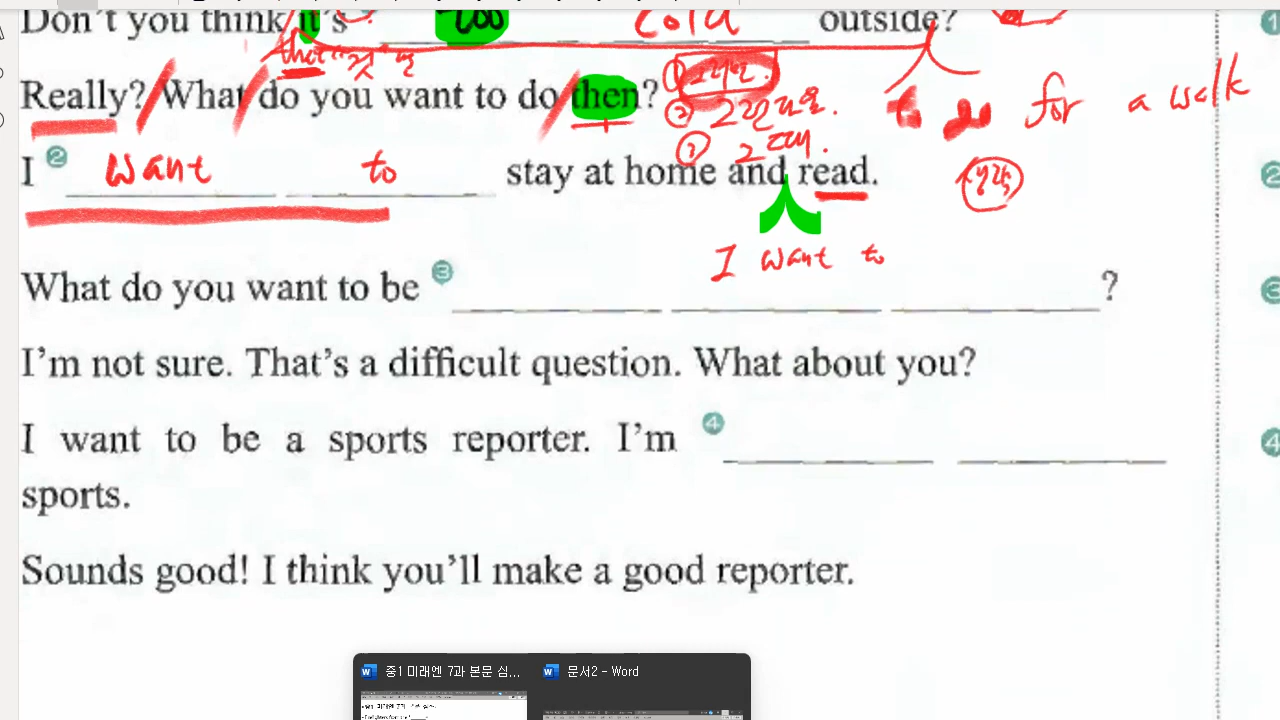 Don't you think it's too cold outside?
that "것"은
Really? What do you want to do then? ① 그러면.
② 그런 다음. to go for a walk
③ 그때.
I ② want to stay at home and read.
I want to
What do you want to be ③ ?
I'm not sure. That's a difficult question. What about you?
I want to be a sports reporter. I'm ④
sports.
Sounds good! I think you'll make a good reporter.
중1 미래엔 7과 본문 심... 문서2 - Word